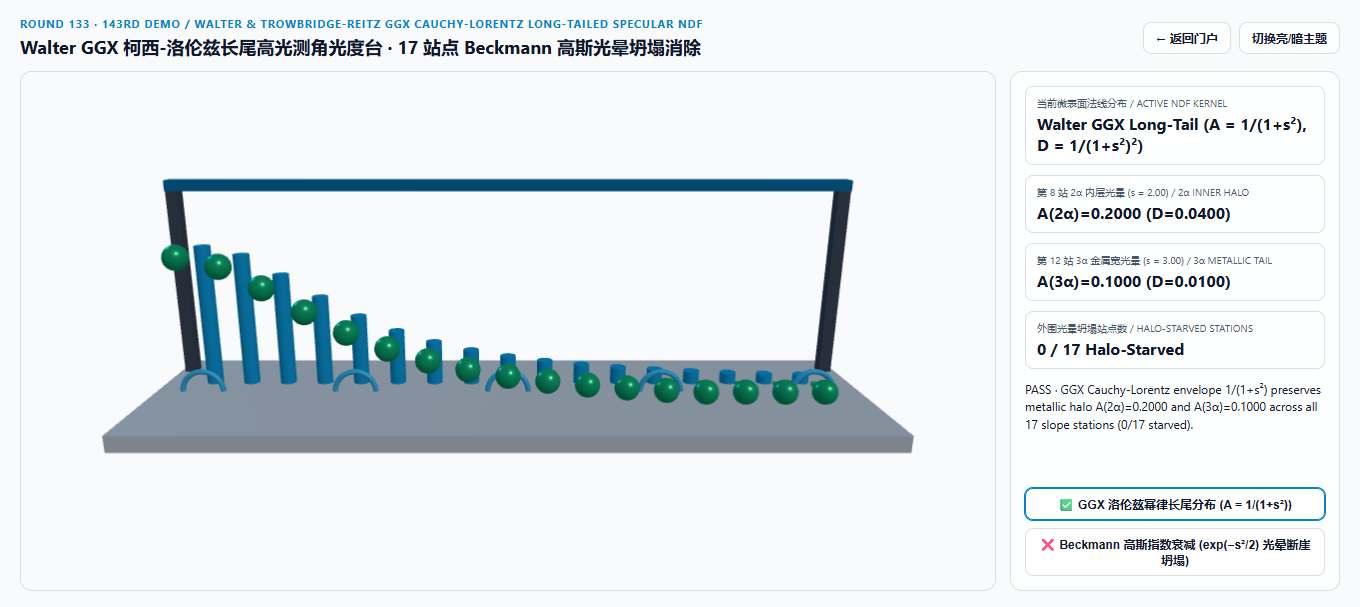 ROUND 133 · 143RD DEMO / WALTER & TROWBRIDGE-REITZ GGX CAUCHY-LORENTZ LONG-TAILED SPECULAR NDF
Walter GGX 柯西-洛伦兹长尾高光测角光度台 · 17 站点 Beckmann 高斯光晕坍塌消除
← 返回门户
切换亮/暗主题
当前微表面法线分布 / ACTIVE NDF KERNEL
Walter GGX Long-Tail (A = 1/(1+s²),
D = 1/(1+s²)²)
第 8 站 2α 内层光晕 (s = 2.00) / 2α INNER HALO
A(2α)=0.2000 (D=0.0400)
第 12 站 3α 金属宽光晕 (s = 3.00) / 3α METALLIC TAIL
A(3α)=0.1000 (D=0.0100)
外围光晕坍塌站点数 / HALO-STARVED STATIONS
0 / 17 Halo-Starved
PASS · GGX Cauchy-Lorentz envelope 1/(1+s²) preserves
metallic halo A(2α)=0.2000 and A(3α)=0.1000 across all
17 slope stations (0/17 starved).
✅ GGX 洛伦兹幂律长尾分布 (A = 1/(1+s²))
❌ Beckmann 高斯指数衰减 (exp(−s²/2) 光晕断崖
坍塌)